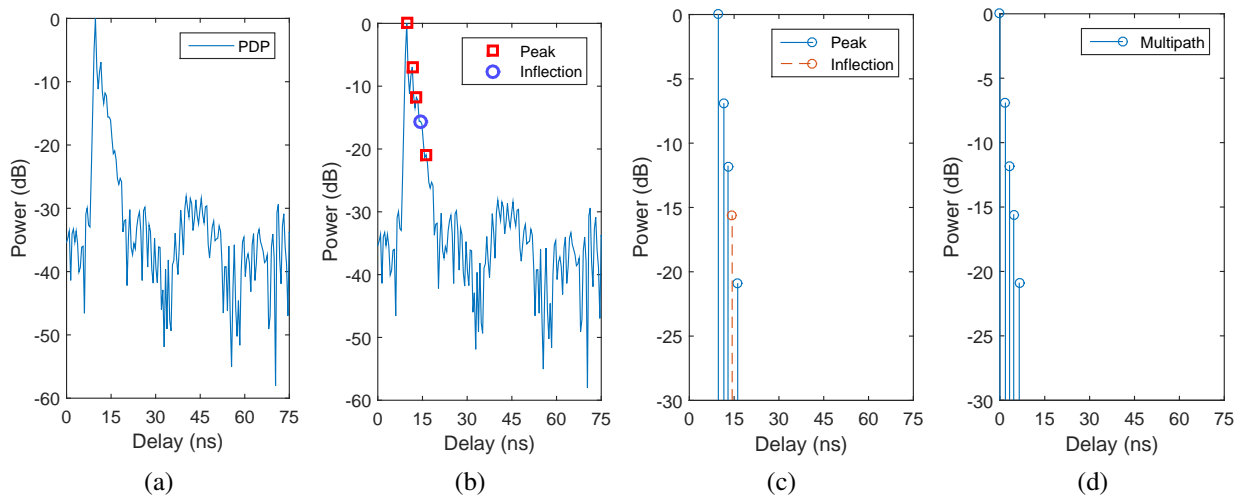 0
-10
-20
-30
-40
-50
-60
Power (dB)
0 15 30 45 60 75
Delay (ns)
PDP
(a)
0
-10
-20
-30
-40
-50
-60
Power (dB)
0 15 30 45 60 75
Delay (ns)
Peak
Inflection
(b)
0
-5
-10
-15
-20
-25
-30
Power (dB)
0 15 30 45 60 75
Delay (ns)
Peak
Inflection
(c)
0
-5
-10
-15
-20
-25
-30
Power (dB)
0 15 30 45 60 75
Delay (ns)
Multipath
(d)